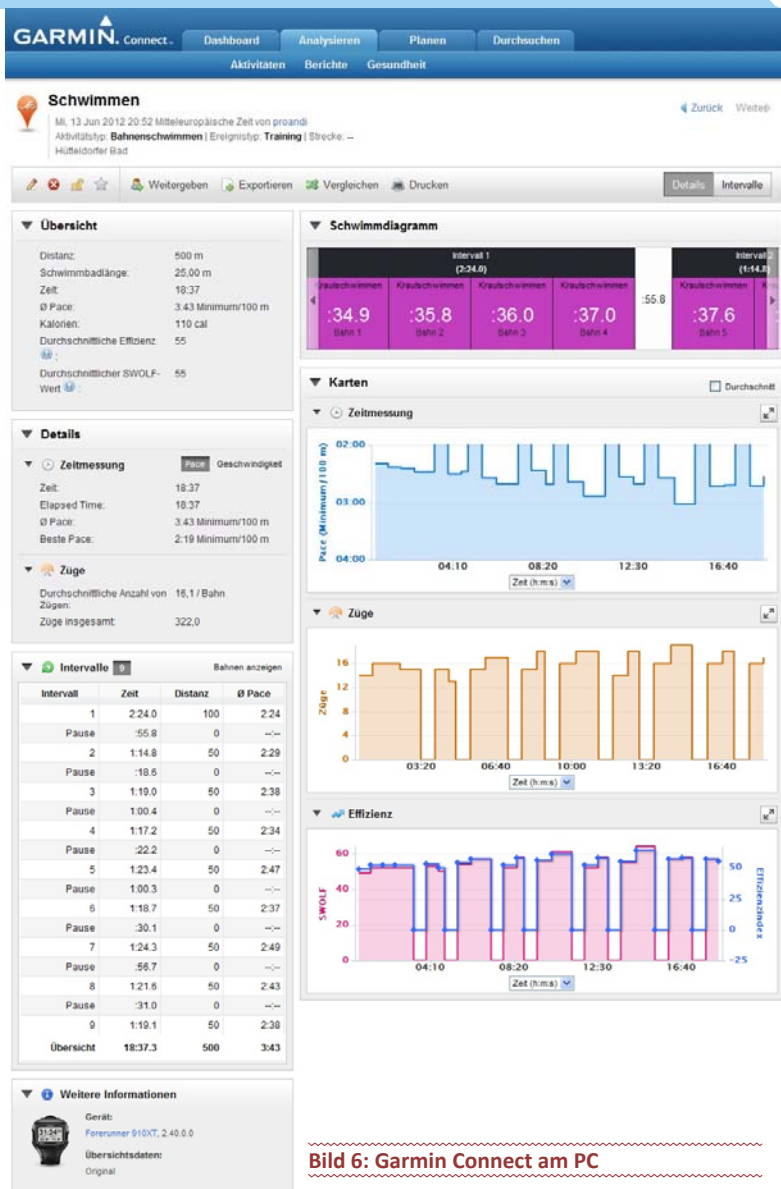 GARMIN. Connect™
Dashboard Analysieren Planen Durchsuchen
Aktivitäten Berichte Gesundheit
Schwimmen
Mi, 13 Jun 2012 20:52 Mitteleuropäische Zeit von proandi
Aktivitätstyp: Bahnenschwimmen | Ereignistyp: Training | Strecke: --
Hütteldorfer Bad
Zurück Weiter
Weitergeben Exportieren Vergleichen Drucken
Details Intervalle
Übersicht
Distanz: 500 m
Schwimmbadlänge: 25,00 m
Zeit: 18:37
Ø Pace: 3:43 Minimum/100 m
Kalorien: 110 cal
Durchschnittliche Effizienz 55
:
Durchschnittlicher SWOLF- 55
Wert :
Details
Zeitmessung Pace Geschwindigkeit
Zeit: 18:37
Elapsed Time: 18:37
Ø Pace: 3:43 Minimum/100 m
Beste Pace: 2:19 Minimum/100 m
Züge
Durchschnittliche Anzahl von 16,1 / Bahn
Zügen:
Züge insgesamt: 322,0
Intervalle 9 Bahnen anzeigen
Intervall Zeit Distanz Ø Pace
1 2:24.0 100 2:24
Pause :55.8 0 --:--
2 1:14.8 50 2:29
Pause :18.6 0 --:--
3 1:19.0 50 2:38
Pause 1:00.4 0 --:--
4 1:17.2 50 2:34
Pause :22.2 0 --:--
5 1:23.4 50 2:47
Pause 1:00.3 0 --:--
6 1:18.7 50 2:37
Pause :30.1 0 --:--
7 1:24.3 50 2:49
Pause :56.7 0 --:--
8 1:21.6 50 2:43
Pause :31.0 0 --:--
9 1:19.1 50 2:38
Übersicht 18:37.3 500 3:43
Weitere Informationen
Gerät:
Forerunner 910XT, 2.40.0.0
Übersichtsdaten:
Original
Schwimmdiagramm
Intervall 1
(2:24.0)
Kraulschwimmen Kraulschwimmen Kraulschwimmen Kraulschwimmen
:34.9 :35.8 :36.0 :37.0
Bahn 1 Bahn 2 Bahn 3 Bahn 4
:55.8
Intervall 2
(1:14.8)
Kraulschwimmen
:37.6
Bahn 5
Karten Durchschnitt
Zeitmessung
Pace (Minimum/100 m)
02:00
03:00
04:00
04:10 08:20 12:30 16:40
Zeit (h:m:s)
Züge
Züge
16
12
8
4
0
03:20 06:40 10:00 13:20 16:40
Zeit (h:m:s)
Effizienz
SWOLF
60
40
20
0
Effizienzindex
50
25
0
-25
04:10 08:20 12:30 16:40
Zeit (h:m:s)
Bild 6: Garmin Connect am PC